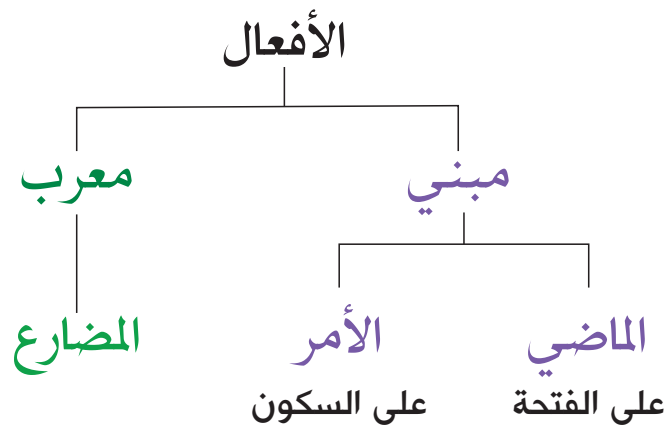 الأفعال
مبني
معرب
الماضي
الأمر
المضارع
على الفتحة
على السكون